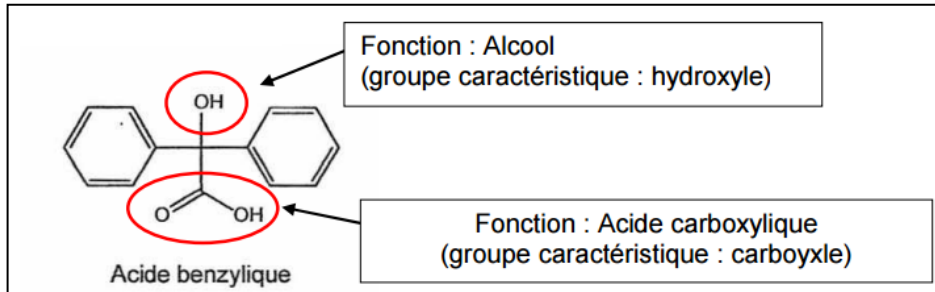 Fonction : Alcool
(groupe caractéristique : hydroxyle)
OH
O
OH
Fonction : Acide carboxylique
(groupe caractéristique : carboyxle)
Acide benzylique